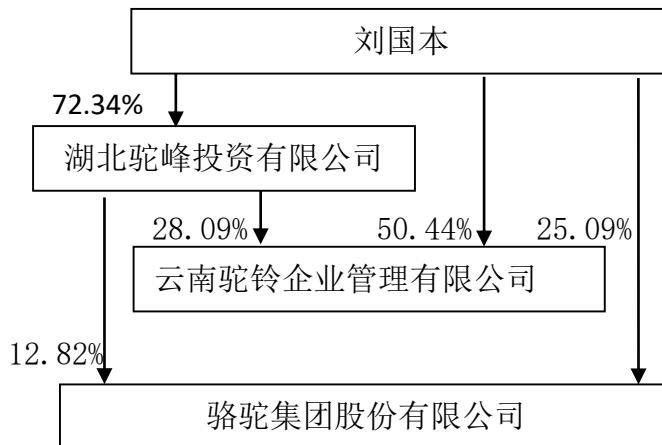 刘国本
72.34%
湖北驼峰投资有限公司
28.09%
50.44%
25.09%
云南驼铃企业管理有限公司
12.82%
骆驼集团股份有限公司